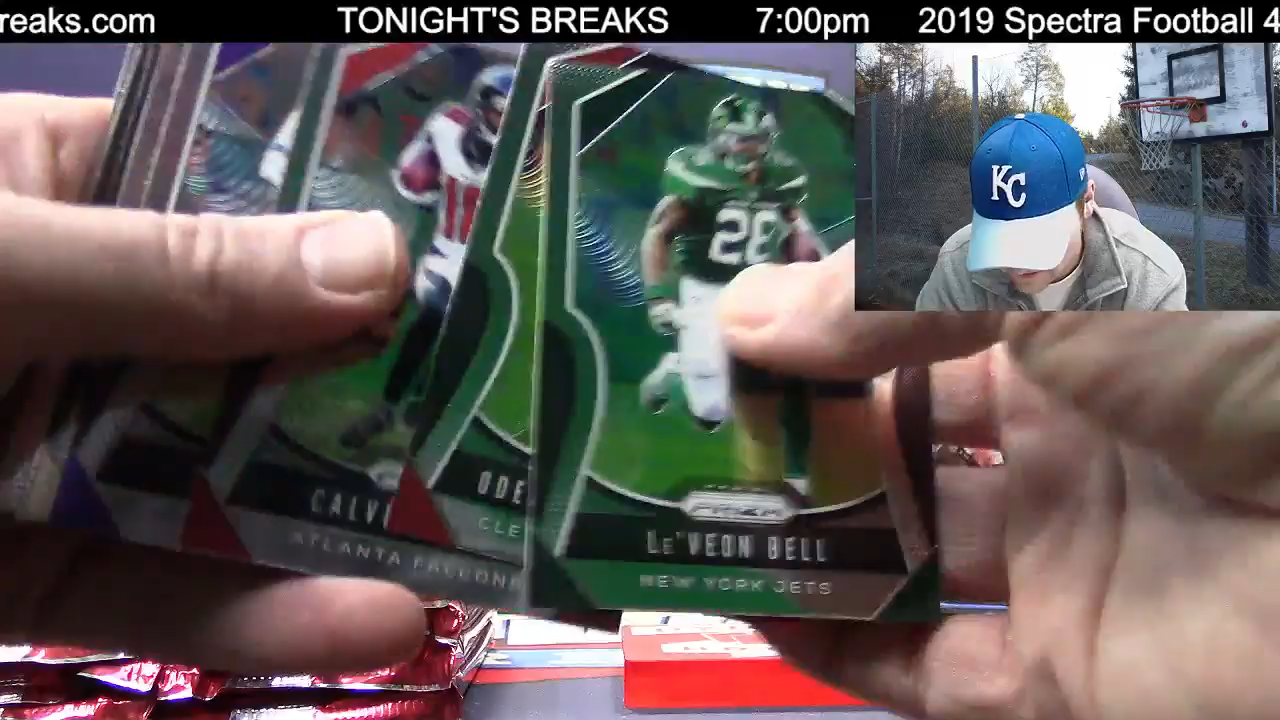 reaks.com TONIGHT'S BREAKS 7:00pm 2019 Spectra Football 4
KC
28
PRIZM
LE'VEON BELL
NEW YORK JETS
ODE
CLE
CALVI
ATLANTA FALCONS